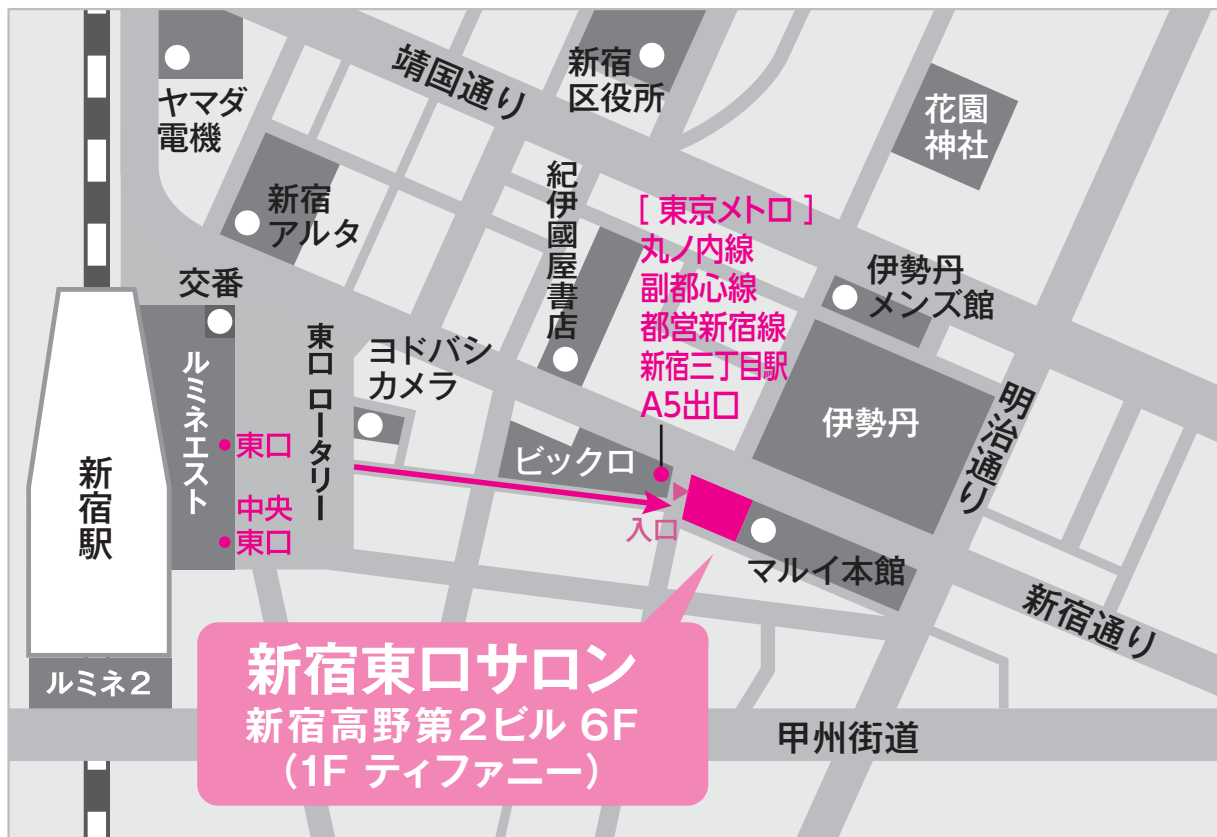 靖国通り
新宿
区役所
花園
神社
ヤマダ
電機
新宿
アルタ
紀伊國屋書店
[ 東京メトロ ]
丸ノ内線
副都心線
都営新宿線
新宿三丁目駅
A5出口
伊勢丹
メンズ館
交番
ルミネエスト
東口 ロータリー
ヨドバシ
カメラ
伊勢丹
明治通り
東口
ビックロ
新宿駅
中央
東口
入口
マルイ本館
新宿通り
ルミネ2
新宿東口サロン
新宿高野第2ビル 6F
(1F ティファニー)
甲州街道